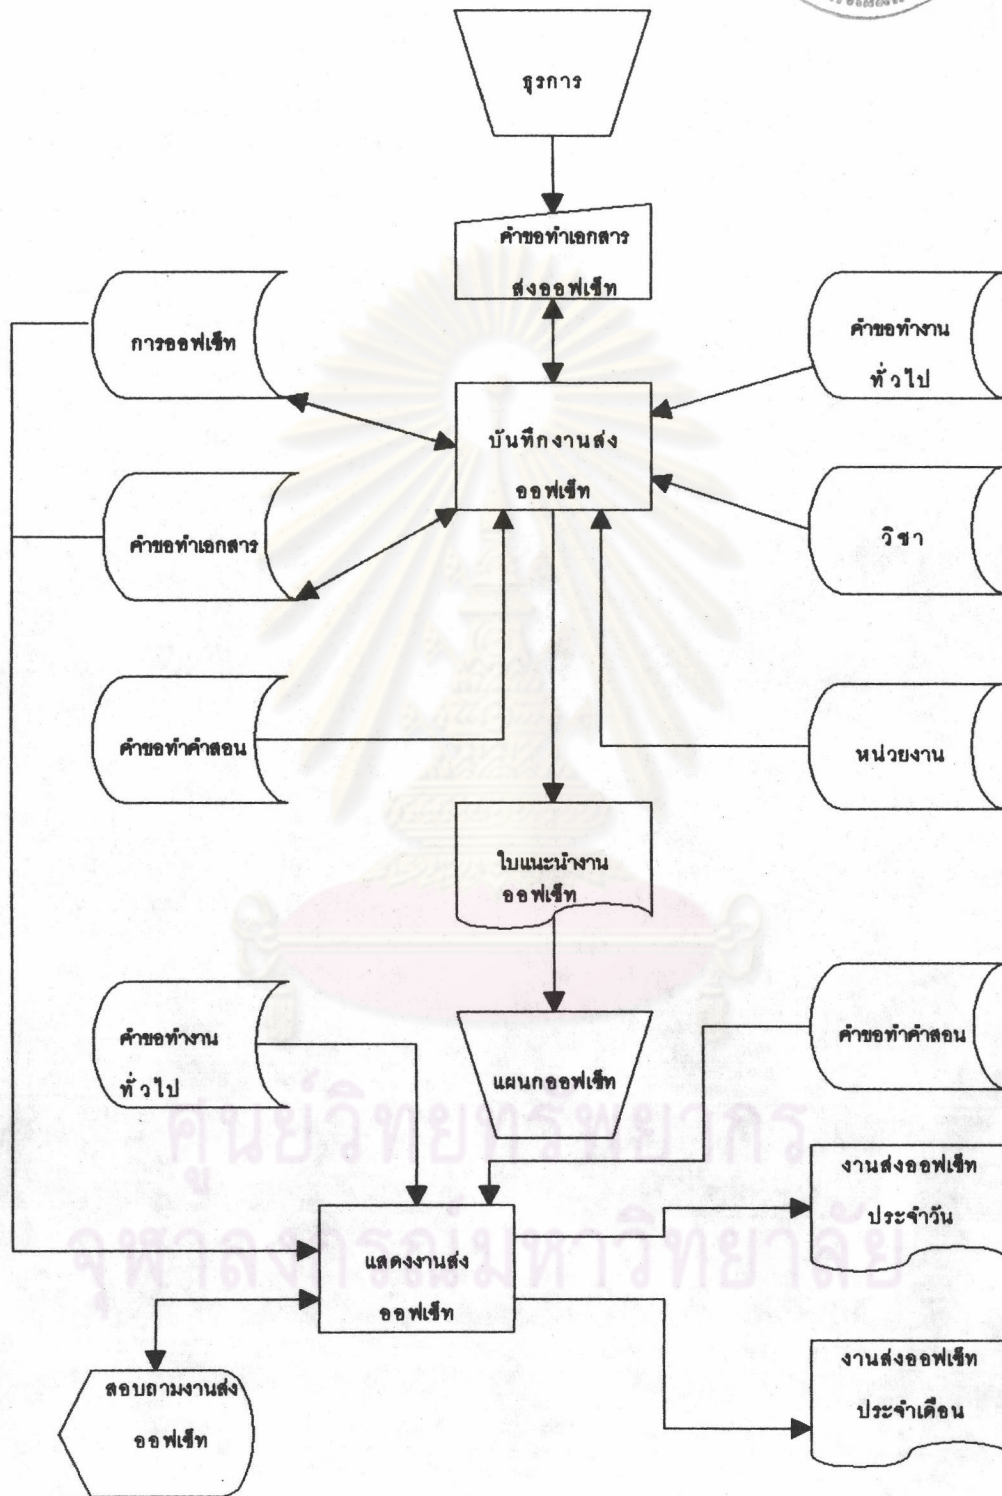 ธุรการ
คำขอทำเอกสาร
ส่งออฟเซ็ท
การออฟเซ็ท
คำขอทำงาน
ทั่วไป
บันทึกงานส่ง
ออฟเซ็ท
คำขอทำเอกสาร
วิชา
คำขอทำคำสอน
หน่วยงาน
ใบแนะนำงาน
ออฟเซ็ท
คำขอทำงาน
ทั่วไป
แผนกออฟเซ็ท
คำขอทำคำสอน
ศูนย์วิทยทรัพยากร
จุฬาลงกรณ์มหาวิทยาลัย
งานส่งออฟเซ็ท
ประจำวัน
แสดงงานส่ง
ออฟเซ็ท
งานส่งออฟเซ็ท
ประจำเดือน
สอบถามงานส่ง
ออฟเซ็ท